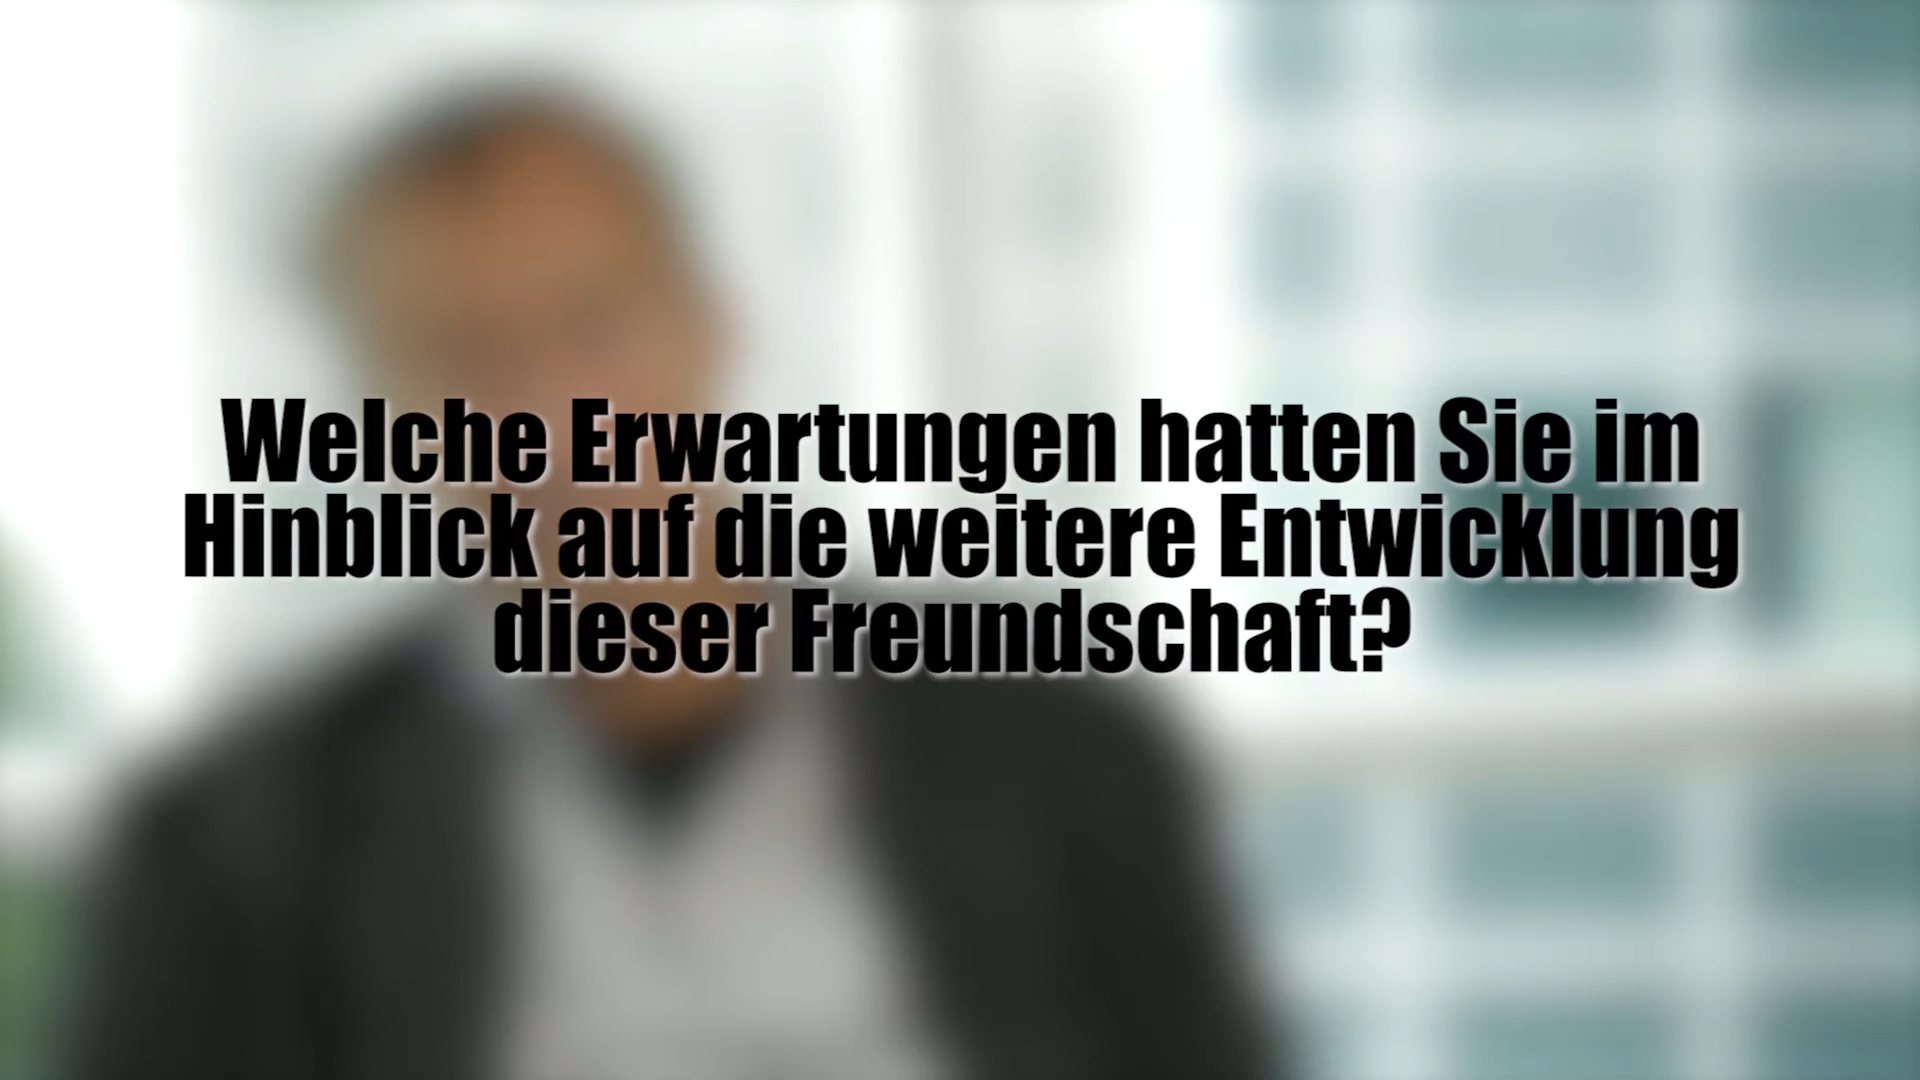 Welche Erwartungen hatten Sie im
Hinblick auf die weitere Entwicklung
dieser Freundschaft?